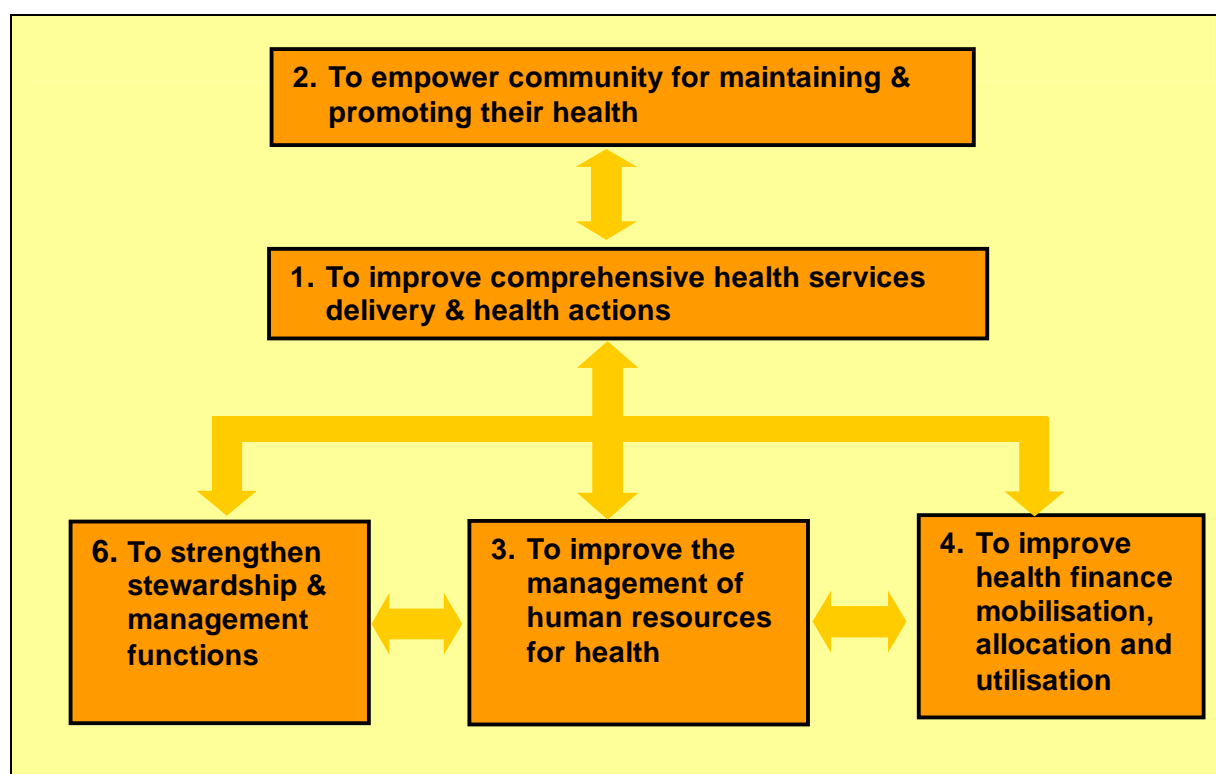 2. To empower community for maintaining &
promoting their health
1. To improve comprehensive health services
delivery & health actions
6. To strengthen
stewardship &
management
functions
3. To improve the
management of
human resources
for health
4. To improve
health finance
mobilisation,
allocation and
utilisation